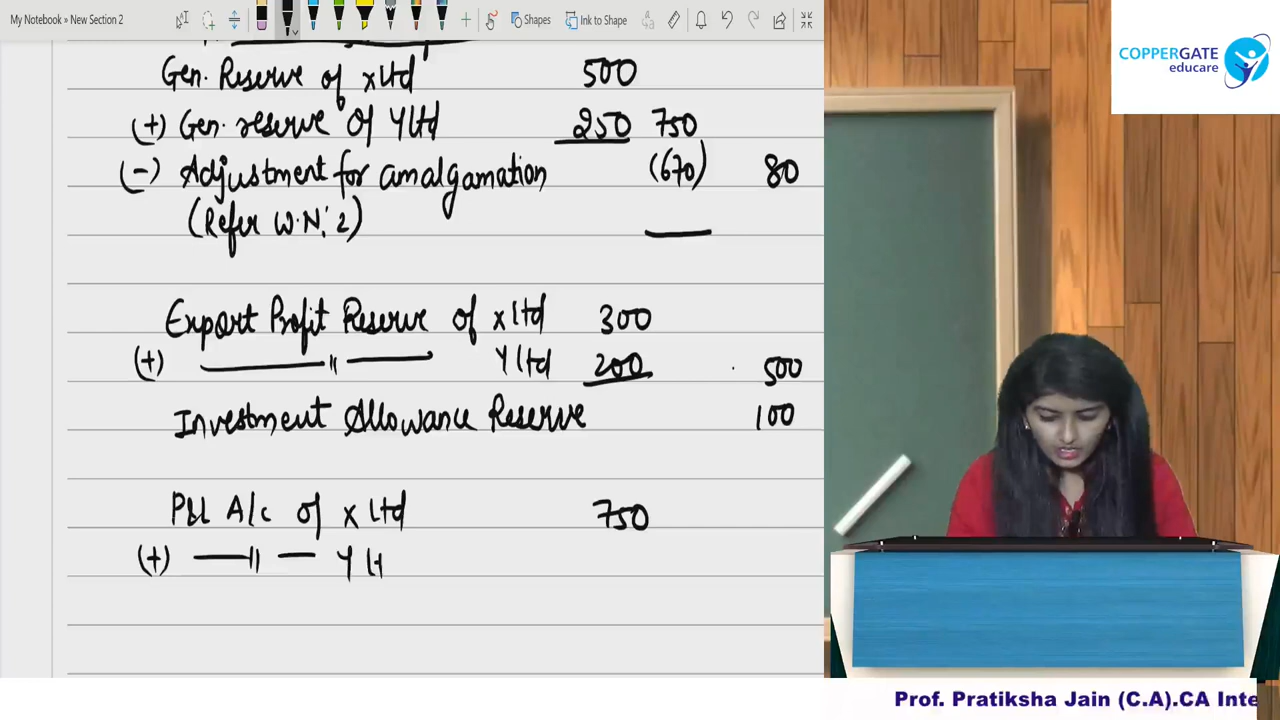 My Notebook » New Section 2
Shapes
Ink to Shape
COPPERGATE
educare
Gen. Reserve of X Ltd 500
(+) Gen. reserve of Y Ltd 250 750
(-) Adjustment for amalgamation (670) 80
(Refer W.N: 2)
Export Profit Reserve of X Ltd 300
(+) —— 〃 —— Y Ltd 200 500
Investment Allowance Reserve 100
P&L A/c of X Ltd 750
(+) —— 〃 — Y Lt
Prof. Pratiksha Jain (C.A).CA Inte